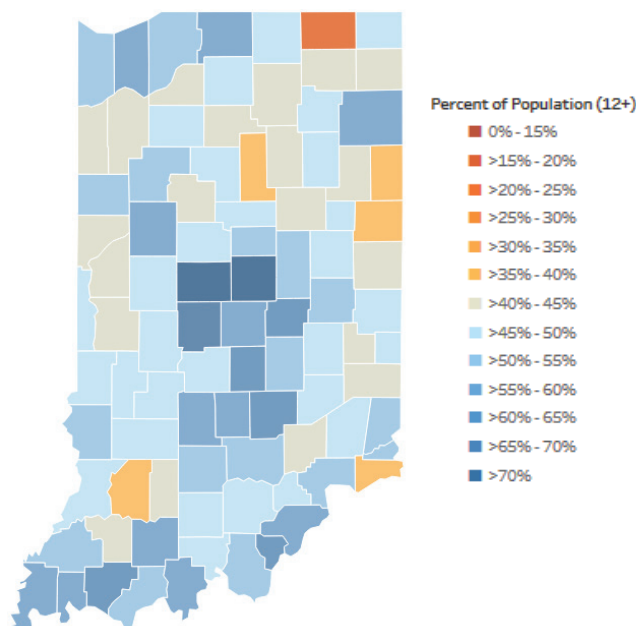 Percent of Population (12+)
0% - 15%
>15% - 20%
>20% - 25%
>25% - 30%
>30% - 35%
>35% - 40%
>40% - 45%
>45% - 50%
>50% - 55%
>55% - 60%
>60% - 65%
>65% - 70%
>70%